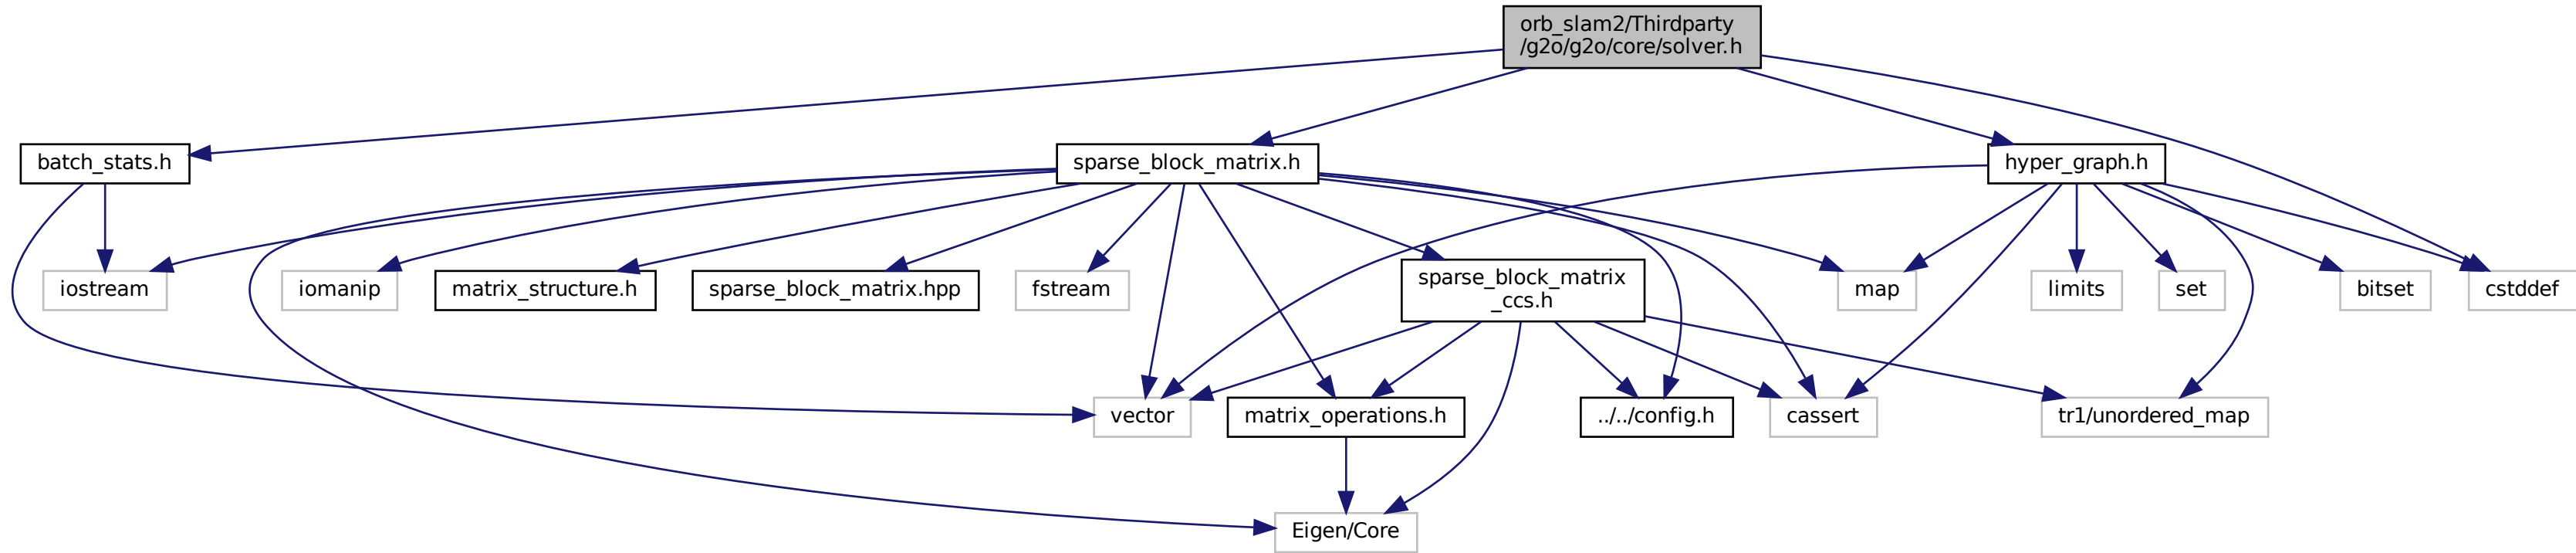 orb_slam2/Thirdparty
/g2o/g2o/core/solver.h
batch_stats.h
sparse_block_matrix.h
hyper_graph.h
iostream
iomanip
matrix_structure.h
sparse_block_matrix.hpp
fstream
sparse_block_matrix
_ccs.h
map
limits
set
bitset
cstddef
vector
matrix_operations.h
../../config.h
cassert
tr1/unordered_map
Eigen/Core